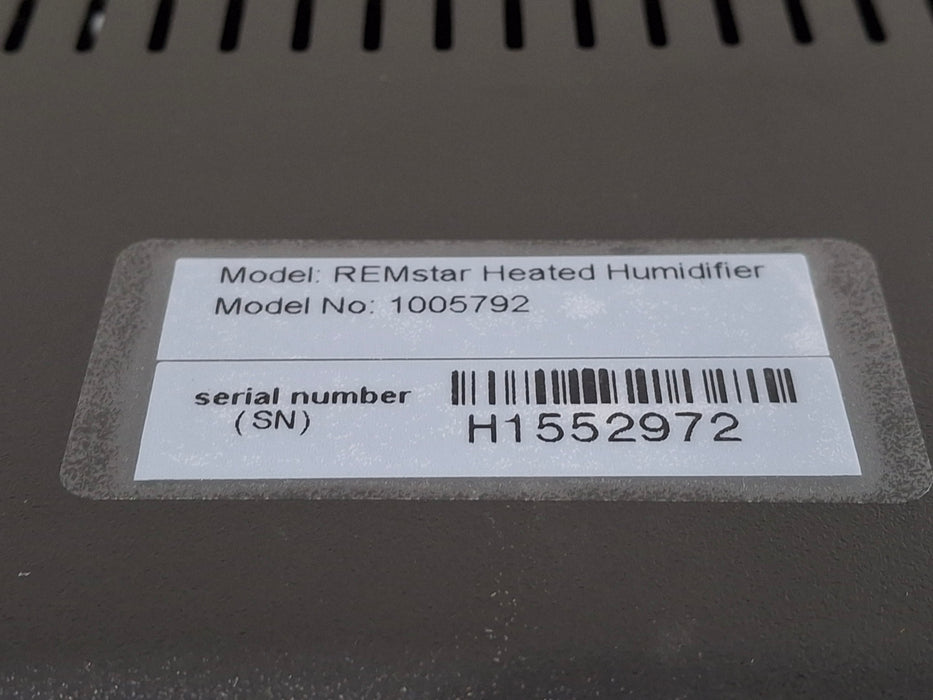 Model: REMstar Heated Humidifier
Model No: 1005792
serial number
(SN)
H1552972